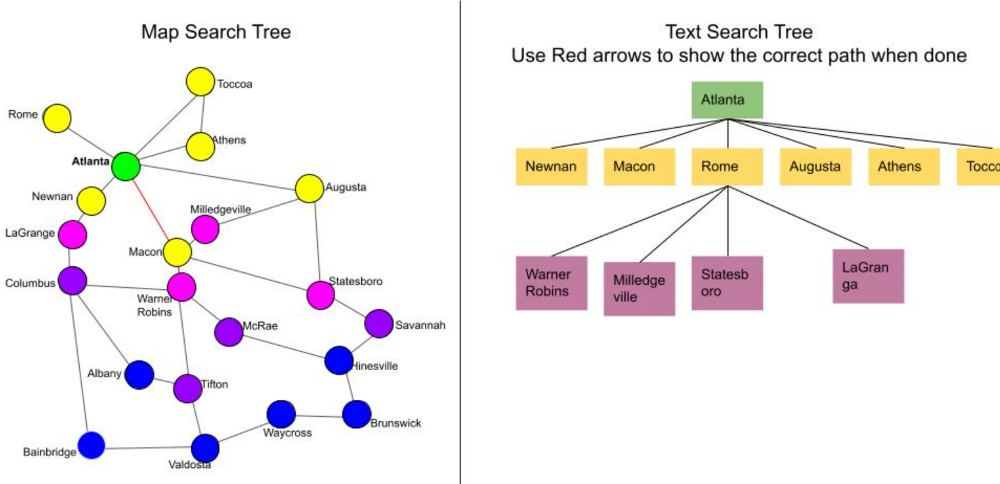 Map Search Tree
Toccoa
Rome
Athens
Atlanta
Augusta
Newnan
Milledgeville
LaGrange
Macon
Columbus
Statesboro
Warner
Robins
McRae
Savannah
Hinesville
Albany
Tifton
Brunswick
Waycross
Bainbridge
Valdosta
Text Search Tree
Use Red arrows to show the correct path when done
Atlanta
Newnan
Macon
Rome
Augusta
Athens
Tocco
Warner
Robins
Milledge
ville
Statesb
oro
LaGran
ga